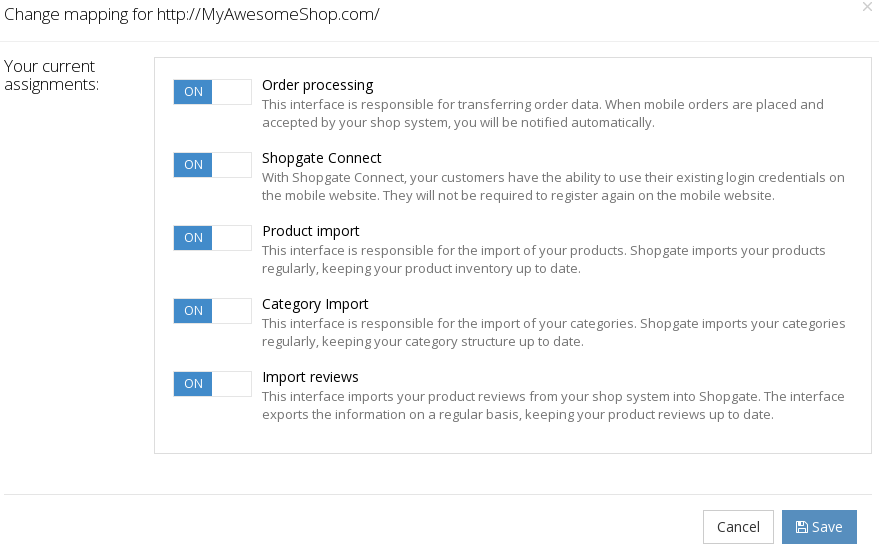 Change mapping for http://MyAwesomeShop.com/
×
Your current
assignments:
ON
Order processing
This interface is responsible for transferring order data. When mobile orders are placed and
accepted by your shop system, you will be notified automatically.
ON
Shopgate Connect
With Shopgate Connect, your customers have the ability to use their existing login credentials on
the mobile website. They will not be required to register again on the mobile website.
ON
Product import
This interface is responsible for the import of your products. Shopgate imports your products
regularly, keeping your product inventory up to date.
ON
Category Import
This interface is responsible for the import of your categories. Shopgate imports your categories
regularly, keeping your category structure up to date.
ON
Import reviews
This interface imports your product reviews from your shop system into Shopgate. The interface
exports the information on a regular basis, keeping your product reviews up to date.
Cancel
Save